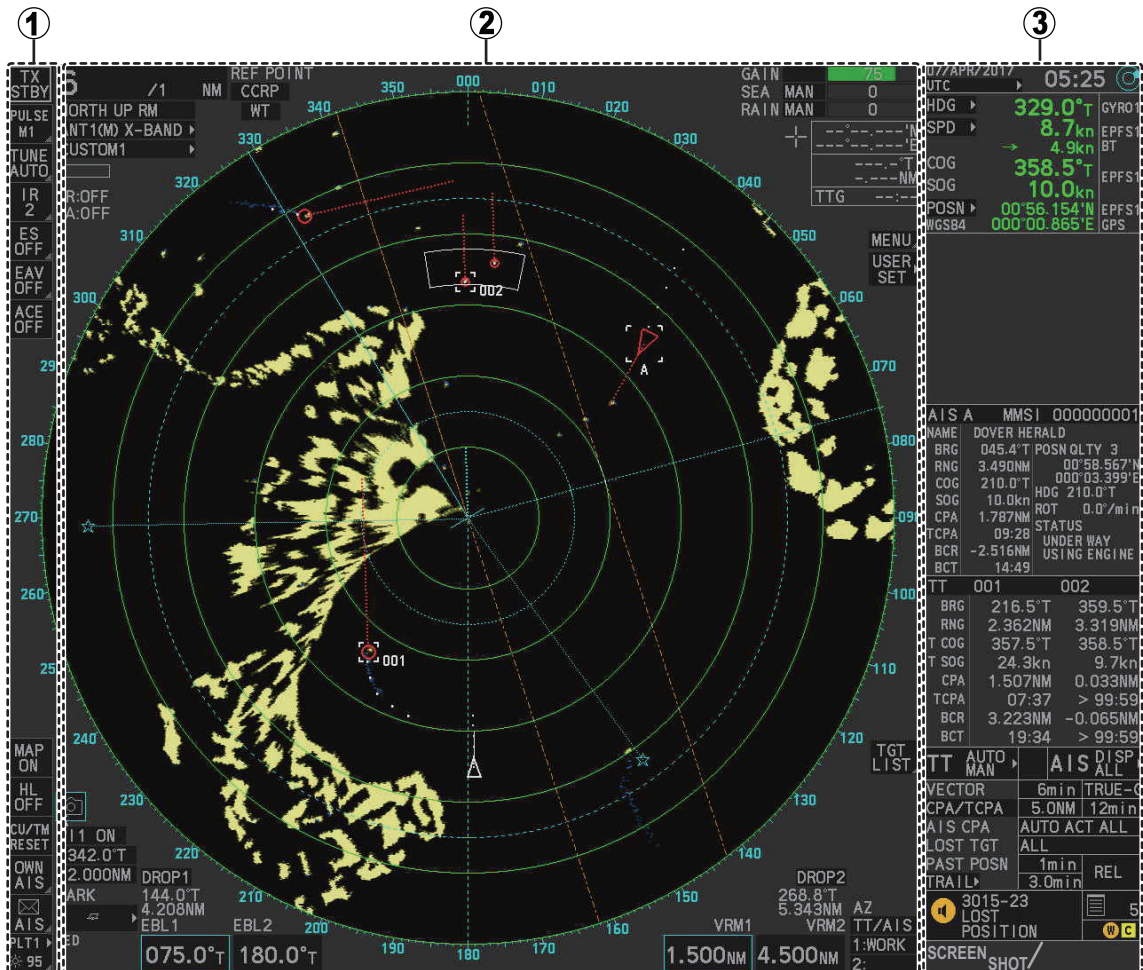 1
2
3
TX
STBY
PULSE
M1
TUNE
AUTO
IR
2
ES
OFF
EAV
OFF
ACE
OFF
MAP
ON
HL
OFF
CU/TM
RESET
OWN
AIS
AIS
PLT1
95
6 /1 NM
ORTH UP RM
NT1(M) X-BAND
CUSTOM1
R:OFF
A:OFF
REF POINT
CCRP
WT
GAIN 75
SEA MAN 0
RAIN MAN 0
--°--.---'N
---°--.---'E
---.-°T
--.--NM
TTG --:--
MENU
USER
SET
000
010
020
030
040
050
060
070
080
090
100
110
120
130
140
150
160
200
210
220
230
240
25
260
270
280
29
300
310
320
330
340
350
002
A
001
TGT
LIST
I1 ON
342.0°T
2.000NM
ARK
DROP1
144.0°T
4.208NM
EBL1 EBL2
ED
075.0°T 180.0°T
DROP2
268.8°T
5.343NM
VRM1 VRM2
1.500NM 4.500NM
AZ
TT/AIS
1:WORK
2:
07/APR/2017
UTC 05:25
HDG 329.0°T GYRO1
SPD 8.7kn EPFS1
→ 4.9kn BT
COG 358.5°T EPFS1
SOG 10.0kn
POSN 00°56.154'N EPFS1
WGS84 000°00.865'E GPS
AIS A MMSI 000000001
NAME DOVER HERALD
BRG 045.4°T POSN QLTY 3
RNG 3.490NM 00°58.567'N
000°03.399'E
COG 210.0°T HDG 210.0°T
SOG 10.0kn ROT 0.0°/min
CPA 1.787NM STATUS
TCPA 09:28 UNDER WAY
BCR -2.516NM USING ENGINE
BCT 14:49
TT 001 002
BRG 216.5°T 359.5°T
RNG 2.362NM 3.319NM
T COG 357.5°T 358.5°T
T SOG 24.3kn 9.7kn
CPA 1.507NM 0.033NM
TCPA 07:37 > 99:59
BCR 3.223NM -0.065NM
BCT 19:34 > 99:59
TT AUTO MAN AIS DISP ALL
VECTOR 6min TRUE-G
CPA/TCPA 5.0NM 12min
AIS CPA AUTO ACT ALL
LOST TGT ALL
PAST POSN 1min REL
TRAIL 3.0min
3015-23
LOST
POSITION
5
W C
SCREEN SHOT/